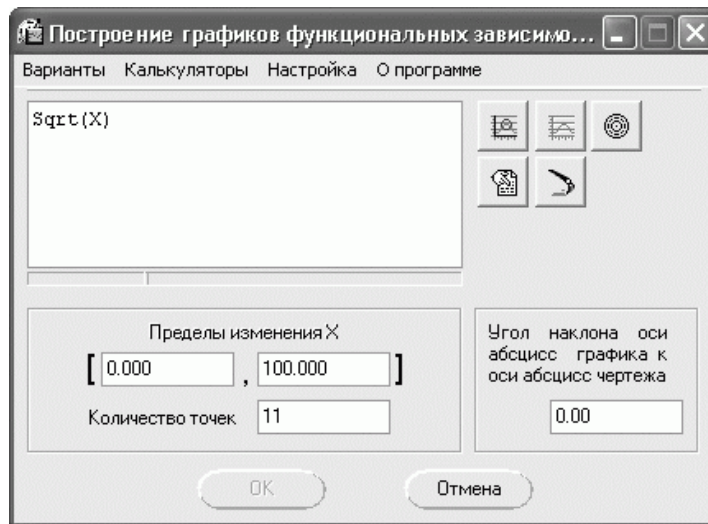 Построение графиков функциональных зависимо...
Варианты Калькуляторы Настройка О программе
Sqrt(X)
Пределы изменения X
[ 0.000 , 100.000 ]
Количество точек 11
Угол наклона оси
абсцисс графика к
оси абсцисс чертежа
0.00
OK Отмена